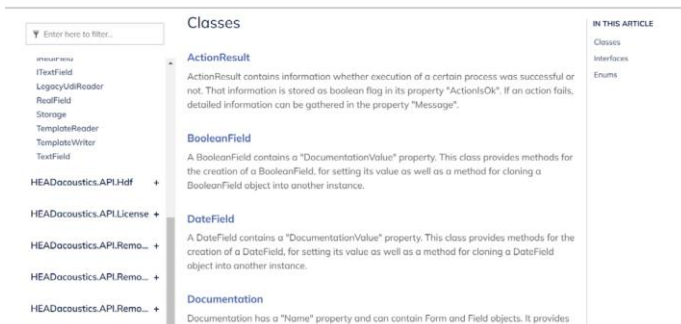 Enter here to filter...
ITextField
LegacyUdiReader
RealField
Storage
TemplateReader
TemplateWriter
TextField
HEADacoustics.API.Hdf +
HEADacoustics.API.License +
HEADacoustics.API.Remo... +
HEADacoustics.API.Remo... +
HEADacoustics.API.Remo... +
Classes
ActionResult
ActionResult contains information whether execution of a certain process was successful or
not. That information is stored as boolean flag in its property "ActionIsOk". If an action fails,
detailed information can be gathered in the property "Message".
BooleanField
A BooleanField contains a "DocumentationValue" property. This class provides methods for
the creation of a BooleanField, for setting its value as well as a method for cloning a
BooleanField object into another instance.
DateField
A DateField contains a "DocumentationValue" property. This class provides methods for the
creation of a DateField, for setting its value as well as a method for cloning a DateField
object into another instance.
Documentation
Documentation has a "Name" property and can contain Form and Field objects. It provides
IN THIS ARTICLE
Classes
Interfaces
Enums